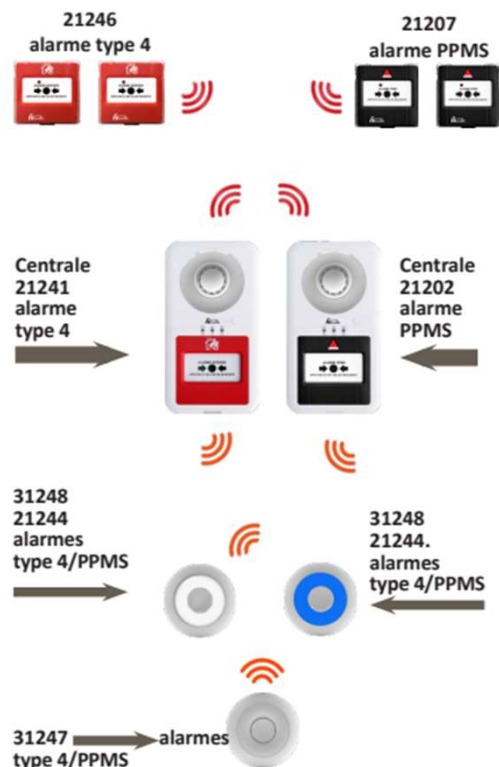 21246
alarme type 4
21207
alarme PPMS
Centrale
21241
alarme
type 4
Centrale
21202
alarme
PPMS
31248
21244
alarmes
type 4/PPMS
31248
21244.
alarmes
type 4/PPMS
31247
alarmes
type 4/PPMS